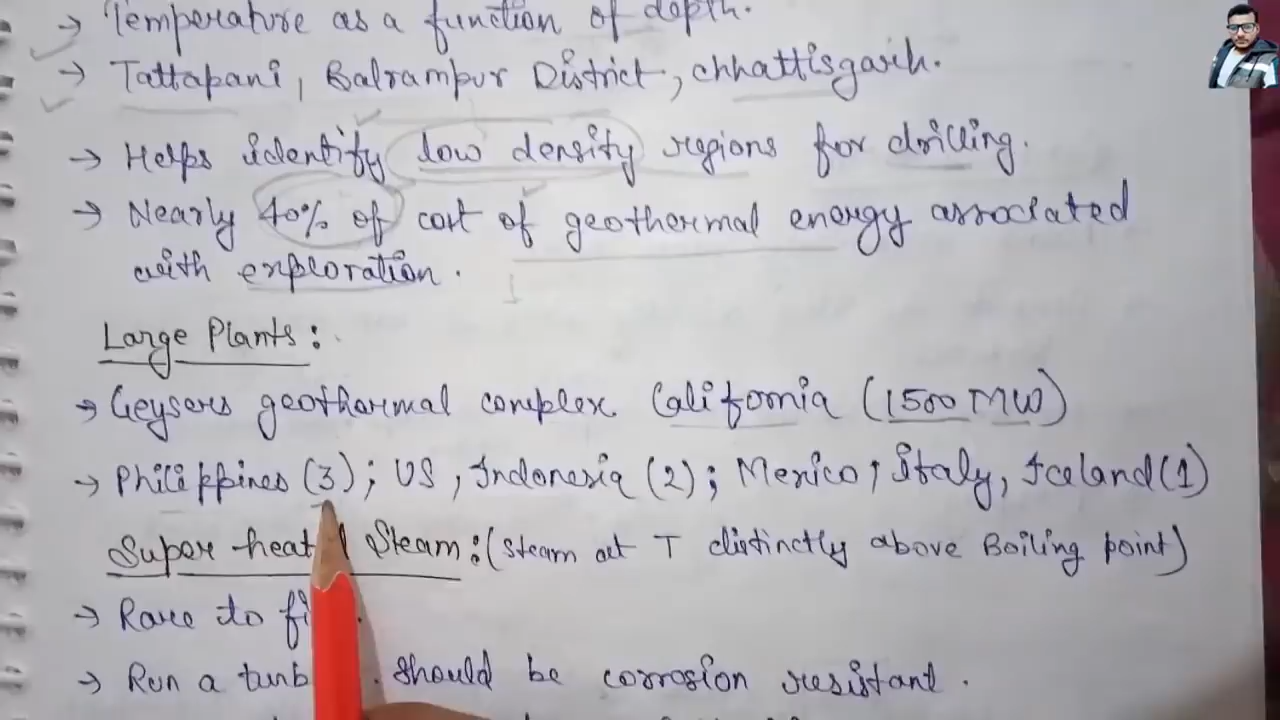 → Temperature as a function of depth.
→ Tattapani, Balrampur District, chhattisgarh.
→ Helps identify low density regions for drilling.
→ Nearly 40% of cost of geothermal energy associated
with exploration.
Large Plants:
→ Geysers geothermal complex California (1500 MW)
→ Philippines (3); US, Indonesia (2); Mexico, Italy, Iceland (1)
Super heat Steam: (Steam at T distinctly above Boiling point)
→ Rare to
→ Run a should be corrosion resistant.